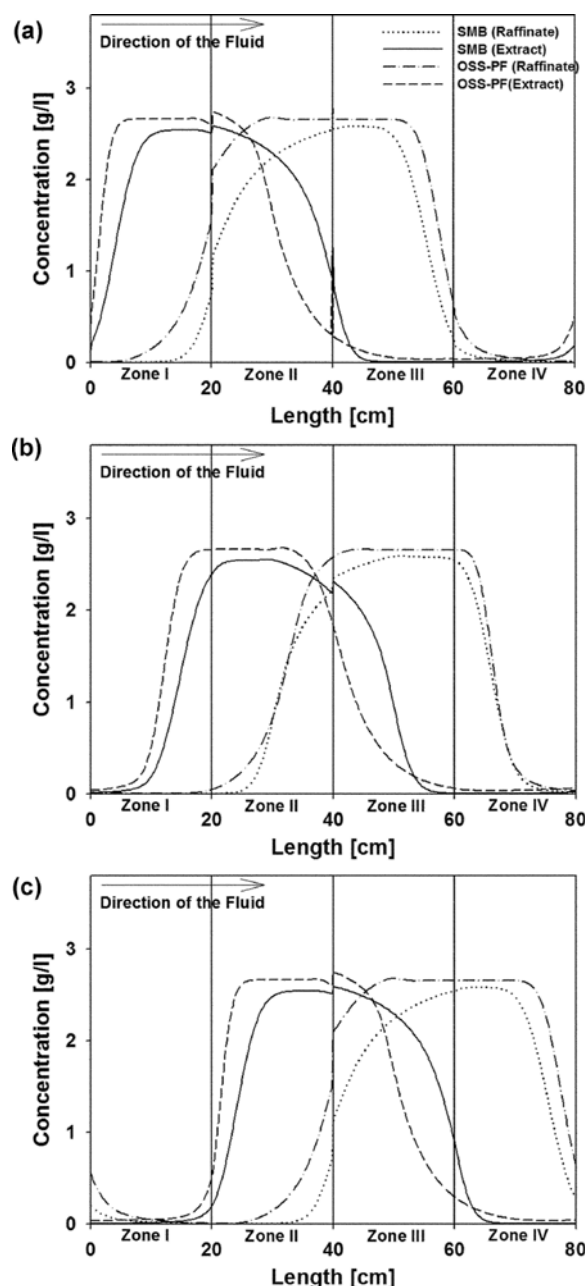 (a)
Direction of the Fluid
SMB (Raffinate)
SMB (Extract)
OSS-PF (Raffinate)
OSS-PF(Extract)
Concentration [g/l]
3
2
1
0
Zone I Zone II Zone III Zone IV
0 20 40 60 80
Length [cm]
(b)
Direction of the Fluid
Concentration [g/l]
3
2
1
0
Zone I Zone II Zone III Zone IV
0 20 40 60 80
Length [cm]
(c)
Direction of the Fluid
Concentration [g/l]
3
2
1
0
Zone I Zone II Zone III Zone IV
0 20 40 60 80
Length [cm]